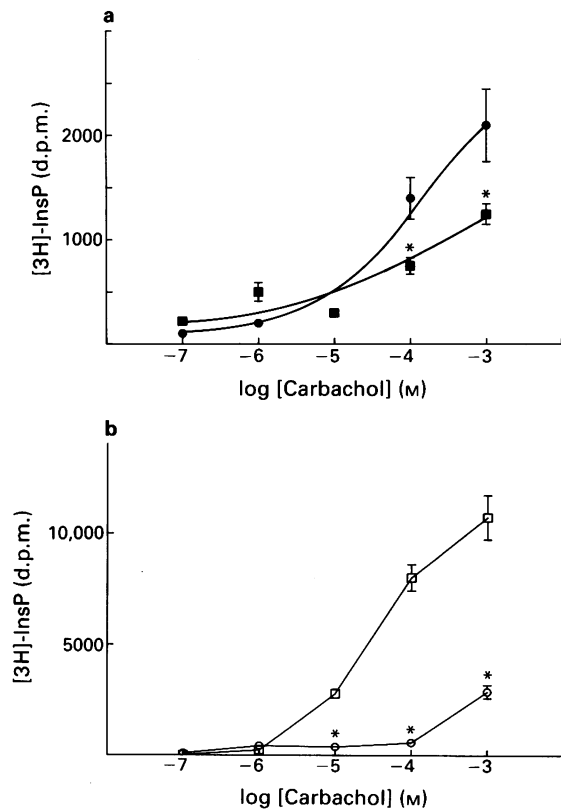 a
[3H]-InsP (d.p.m.)
2000
1000
*
*
−7 −6 −5 −4 −3
log [Carbachol] (M)
b
[3H]-InsP (d.p.m.)
10,000
5000
*
*
*
−7 −6 −5 −4 −3
log [Carbachol] (M)